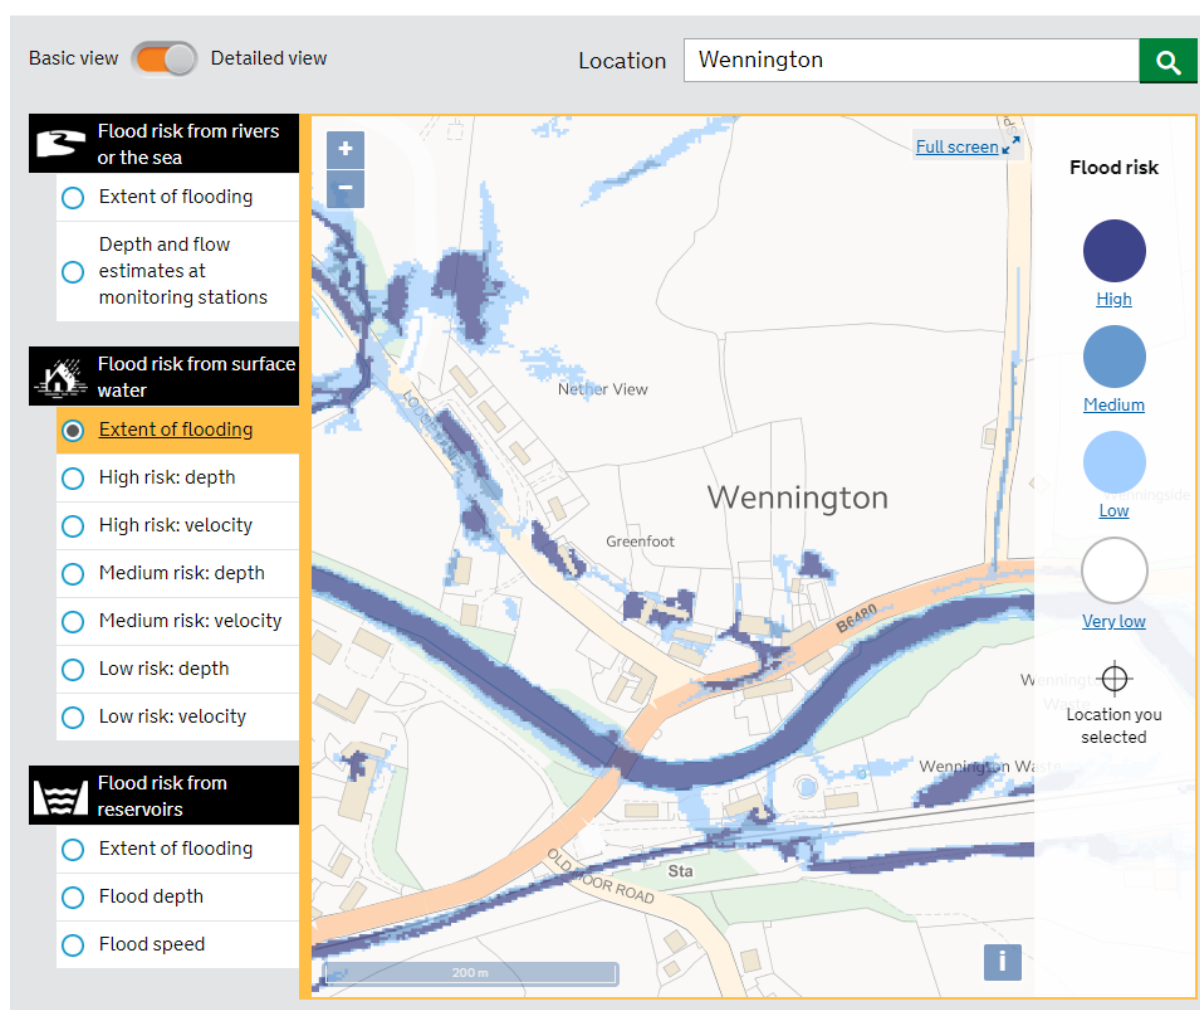 Basic view
Detailed view
Location
Wennington
Flood risk from rivers
or the sea
Extent of flooding
Depth and flow
estimates at
monitoring stations
Flood risk from surface
water
Extent of flooding
High risk: depth
High risk: velocity
Medium risk: depth
Medium risk: velocity
Low risk: depth
Low risk: velocity
Flood risk from
reservoirs
Extent of flooding
Flood depth
Flood speed
+
−
Full screen
Nether View
Wennington
Greenfoot
B6480
Wennington Waste
OLD MOOR ROAD
Sta
200 m
i
Flood risk
High
Medium
Low
Wenningside
Very low
Location you
selected